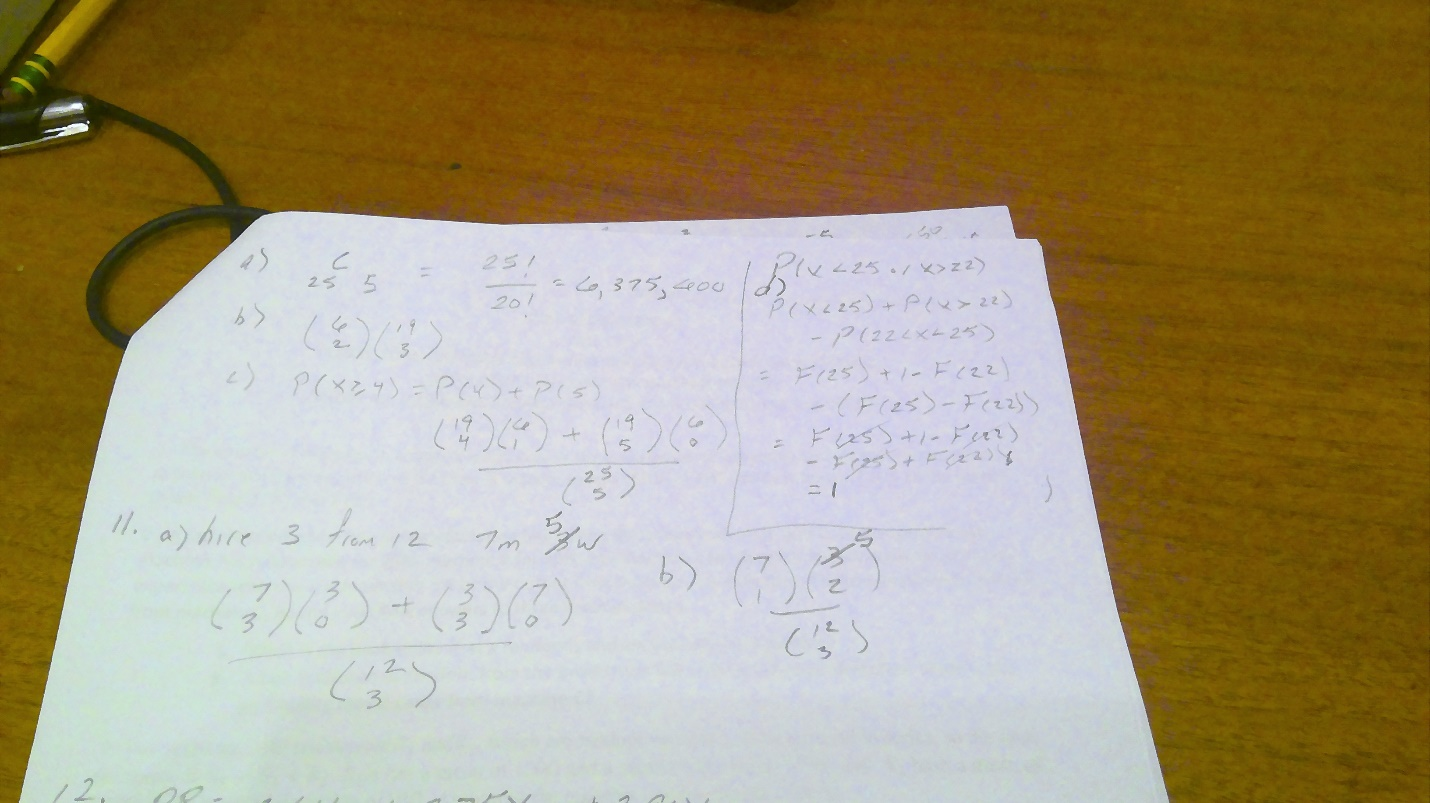 a) 25 C 5 = 25! / 20! = 6,375,600
b) (6 2)(19 3)
c) P(X≥4) = P(4) + P(5)
(19 4)(6 1) + (19 5)(6 0)
(25 5)
d) P(X<25 or X>22)
P(X<25) + P(X>22)
- P(22<X<25)
= F(25) + 1 - F(22)
- (F(25) - F(22))
= F(25) + 1 - F(22)
- F(25) + F(22)
= 1
11. a) hire 3 from 12 7m 5w
(7 3)(3 0) + (3 3)(7 0)
(12 3)
b) (7 1)(5 2)
(12 3)
12.